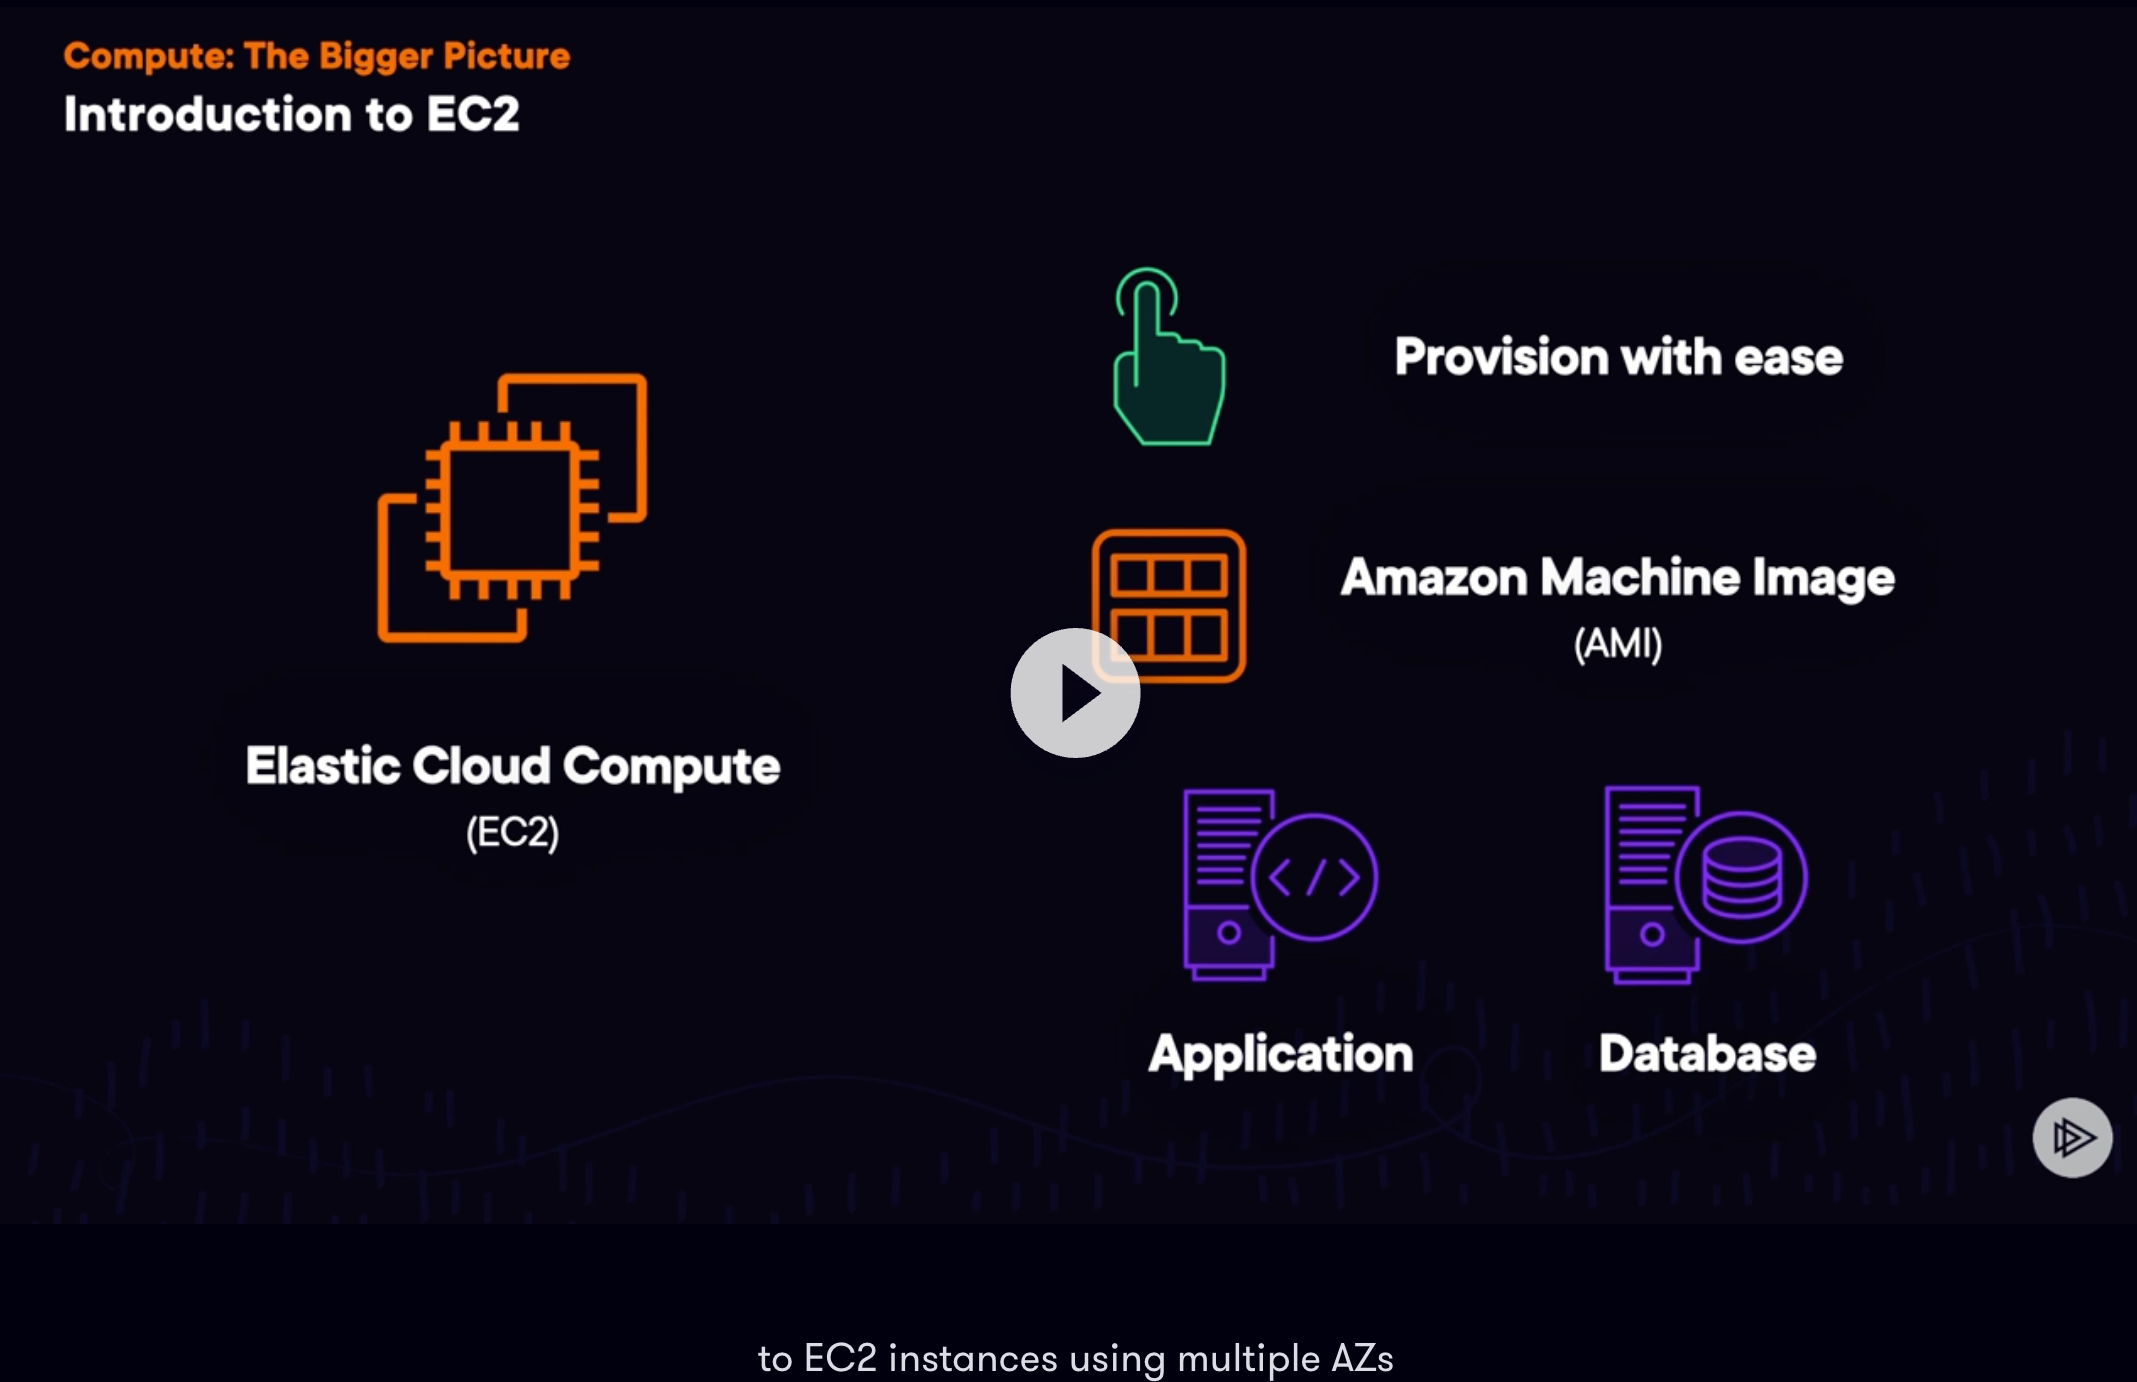 Compute: The Bigger Picture
Introduction to EC2
Provision with ease
Amazon Machine Image
(AMI)
Elastic Cloud Compute
(EC2)
Application
Database
to EC2 instances using multiple AZs